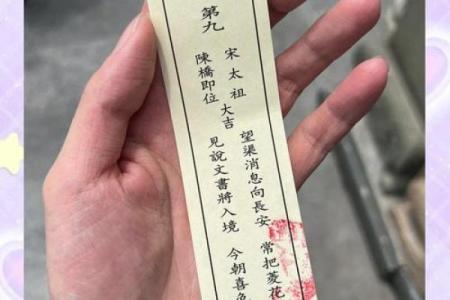 第九
宋太祖
大吉
陳橋即位
望渠消息向長安 常把菱花
見說文書將入境 今朝喜色